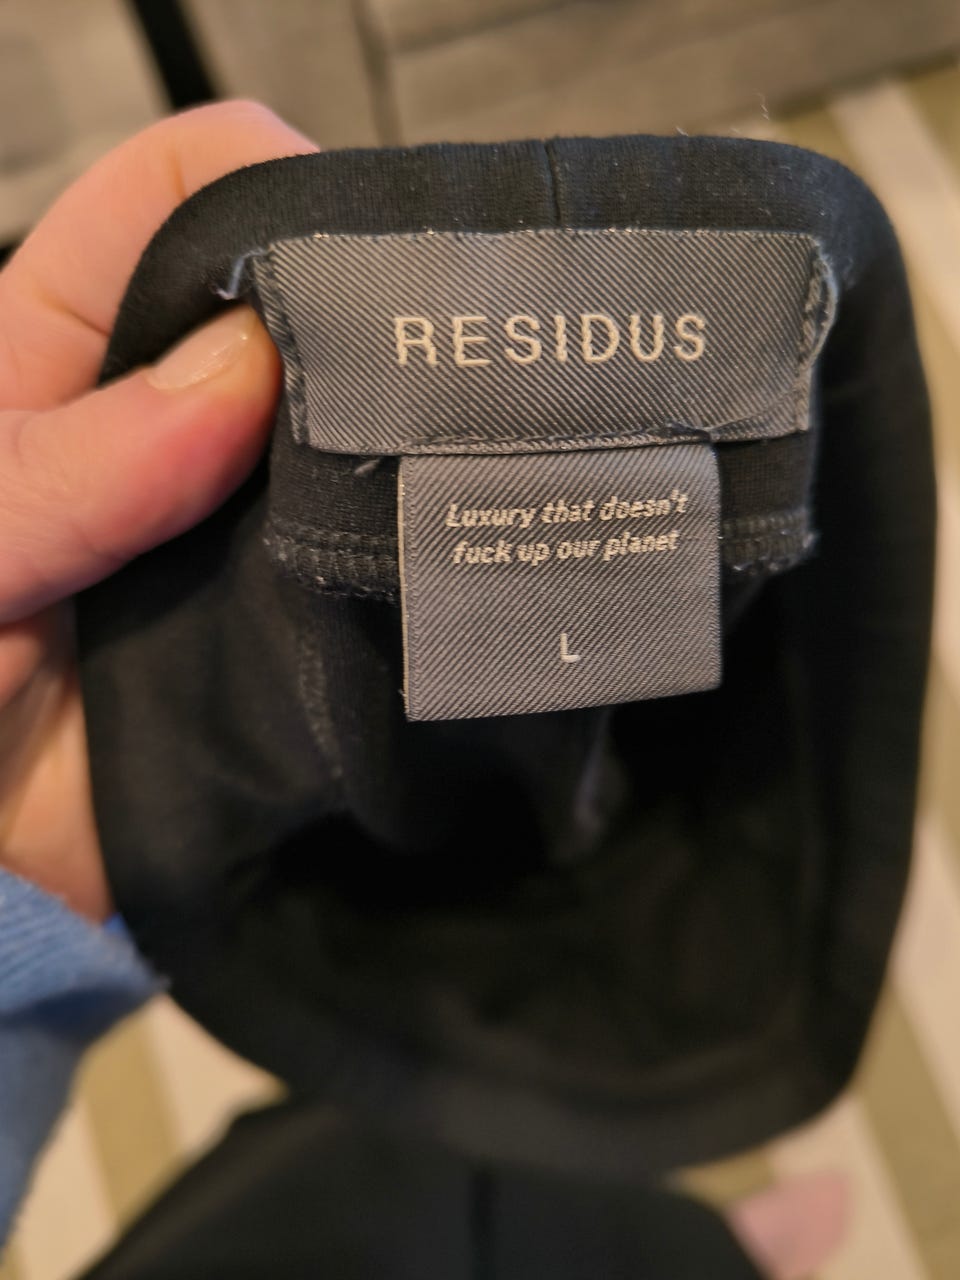 RESIDUS
Luxury that doesn't
fuck up our planet
L